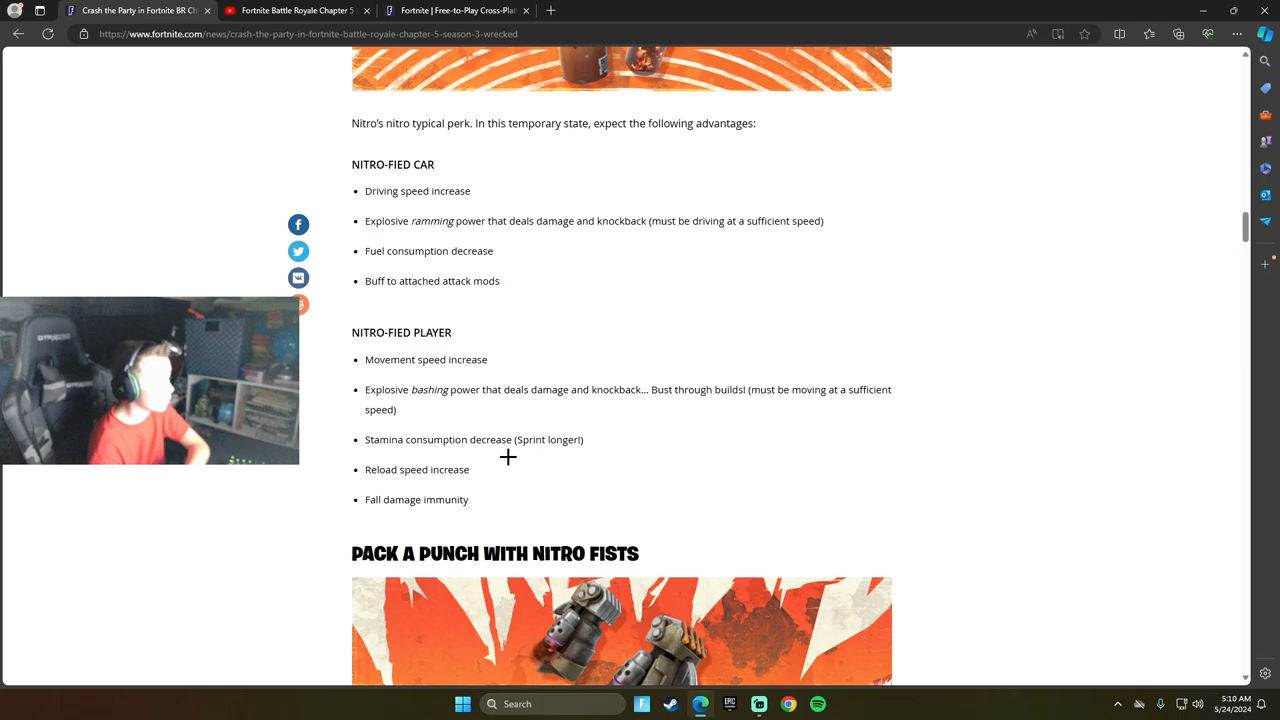 Crash the Party in Fortnite BR Ch
Fortnite Battle Royale Chapter 5
Fortnite | Free-to-Play Cross-Plat
https://www.fortnite.com/news/crash-the-party-in-fortnite-battle-royale-chapter-5-season-3-wrecked
Nitro's nitro typical perk. In this temporary state, expect the following advantages:
NITRO-FIED CAR
Driving speed increase
Explosive ramming power that deals damage and knockback (must be driving at a sufficient speed)
Fuel consumption decrease
Buff to attached attack mods
NITRO-FIED PLAYER
Movement speed increase
Explosive bashing power that deals damage and knockback... Bust through builds! (must be moving at a sufficient
speed)
Stamina consumption decrease (Sprint longer!)
Reload speed increase
Fall damage immunity
PACK A PUNCH WITH NITRO FISTS
Search
5:10 AM
5/24/2024